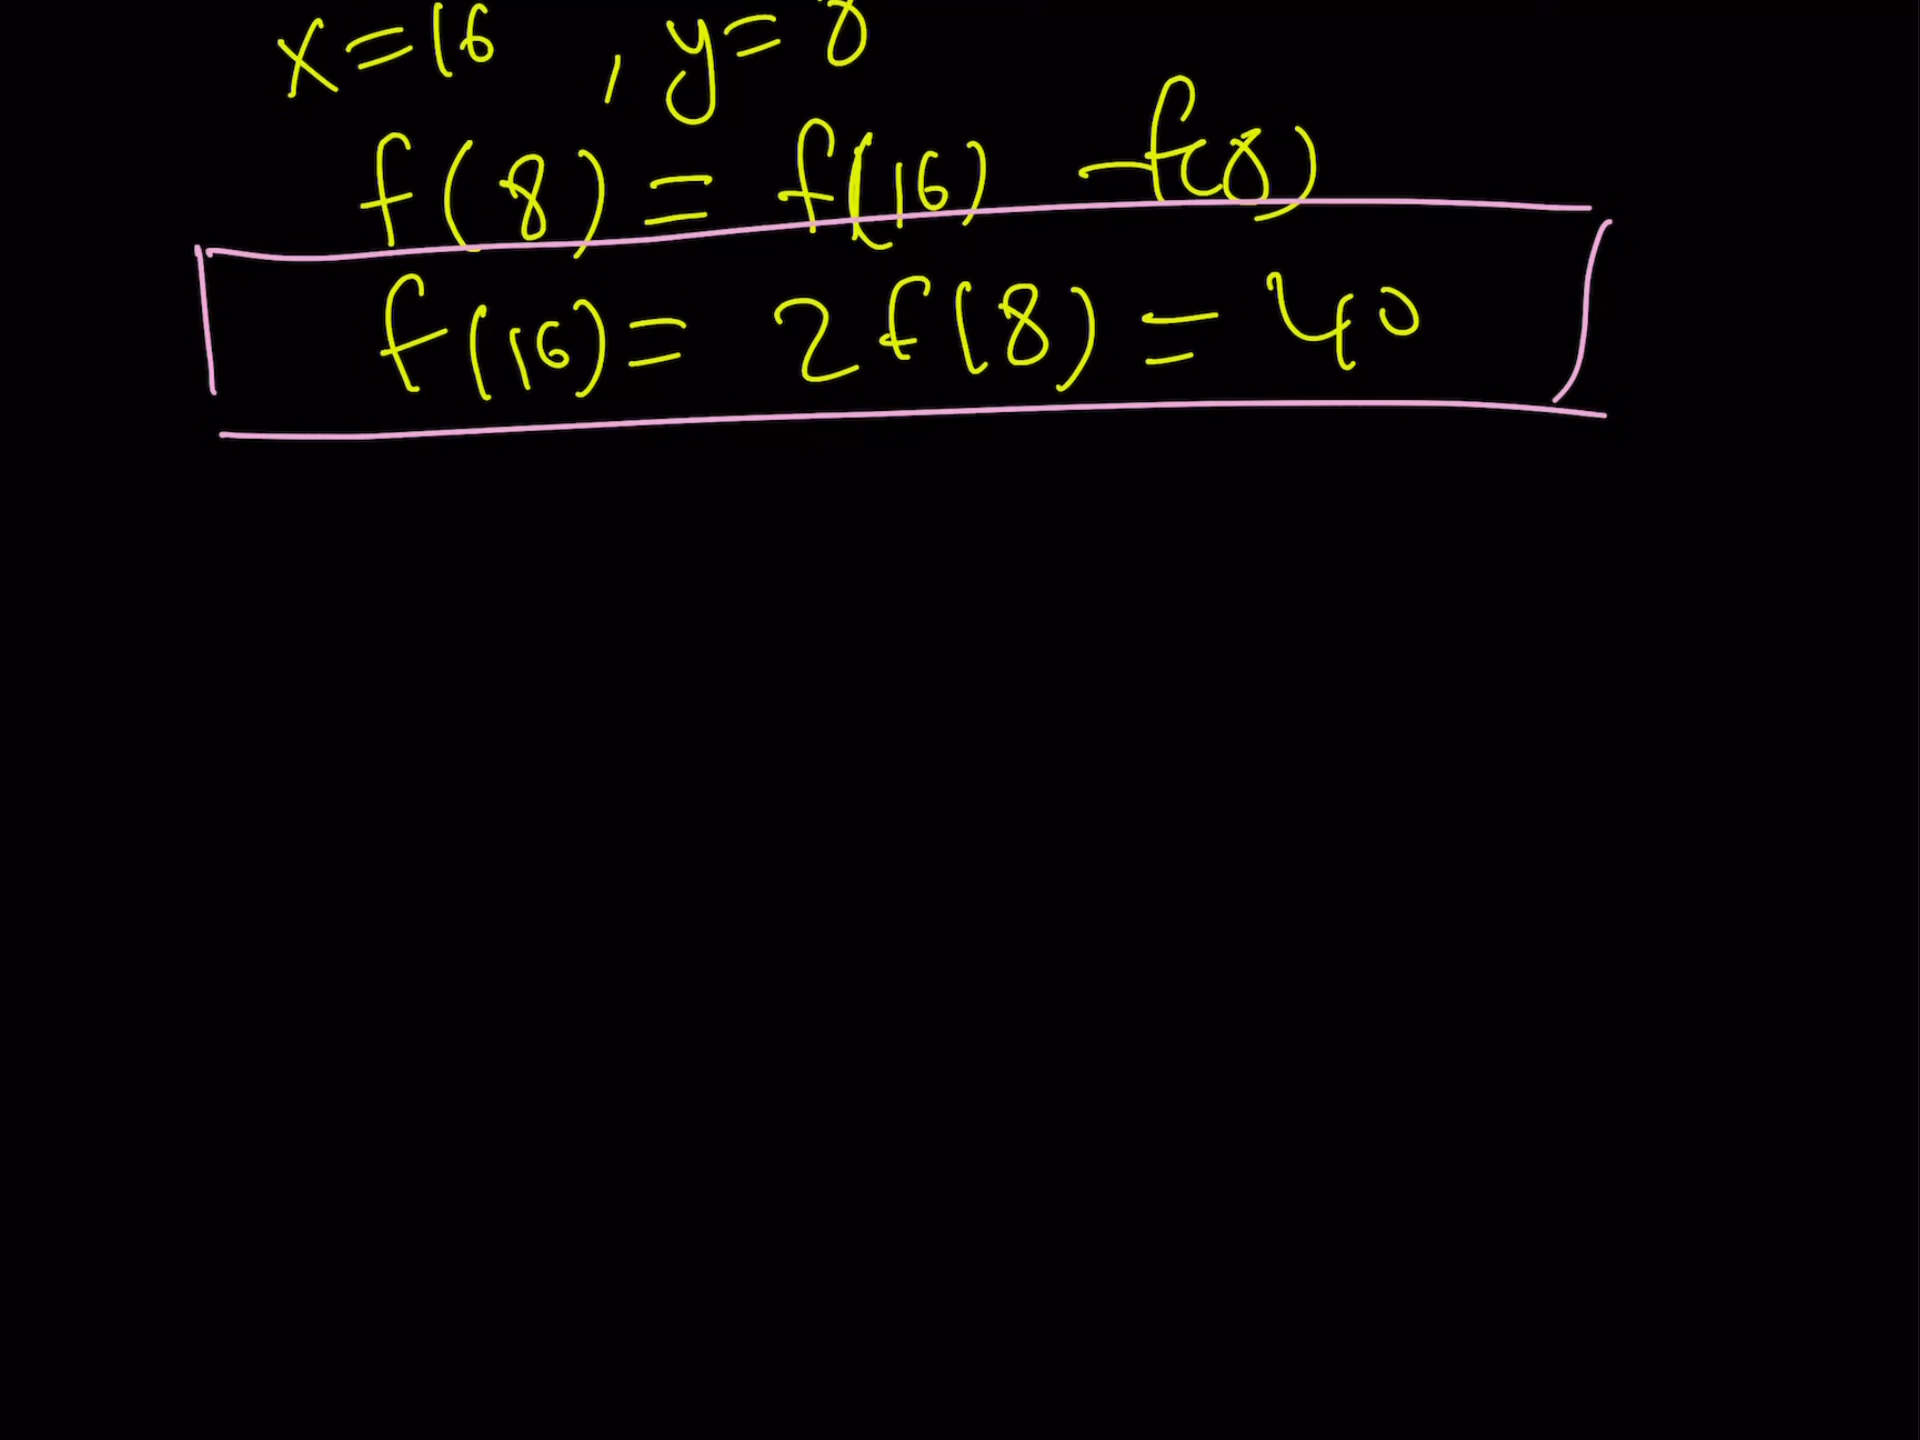 x=16 , y=8
f(8) = f(16) -f(8)
f(16)= 2f(8) = 40